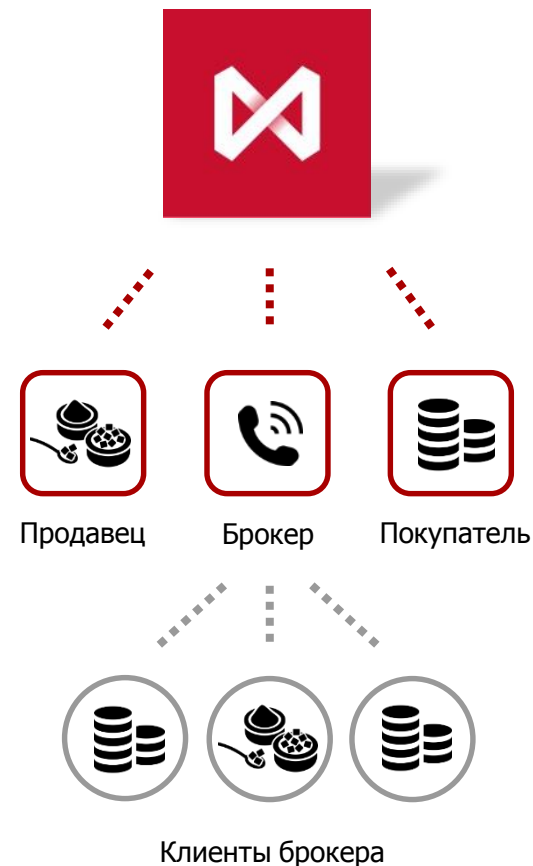 Продавец
Брокер
Покупатель
Клиенты брокера